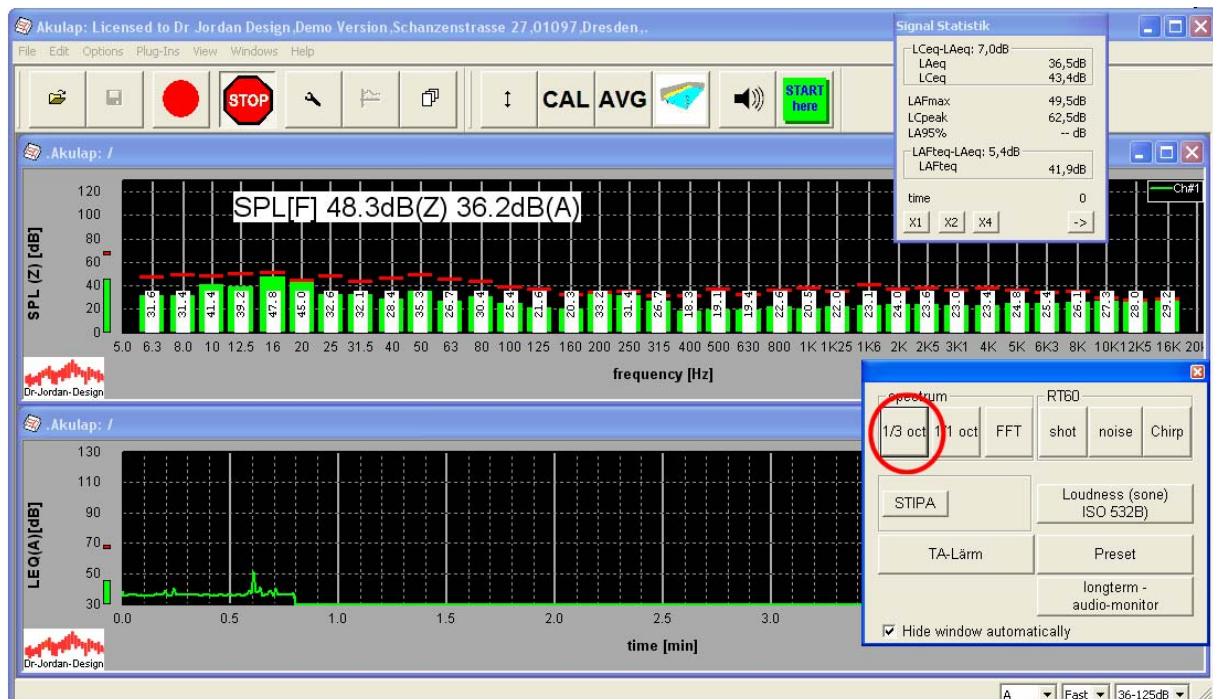 Akulap: Licensed to Dr Jordan Design,Demo Version,Schanzenstrasse 27,01097,Dresden,.
File Edit Options Plug-Ins View Windows Help
STOP
CAL AVG
START
here
Signal Statistik
LCeq-LAeq: 7,0dB
LAeq 36,5dB
LCeq 43,4dB
LAFmax 49,5dB
LCpeak 62,5dB
LA95% -- dB
LAFteq-LAeq: 5,4dB
LAFteq 41,9dB
time 0
X1 X2 X4 ->
.Akulap: /
SPL[F] 48.3dB(Z) 36.2dB(A)
Ch#1
SPL (Z) [dB]
120
100
80
60
40
20
0
31.6 31.4 41.4 39.2 47.8 45.0 32.6 32.1 28.4 35.3 26.7 30.4 25.4 21.6 20.3 33.2 31.4 26.7 18.3 19.1 19.4 22.6 20.5 22.0 23.1 24.0 23.6 23.0 23.4 24.8 25.4 26.1 27.3 28.0 29.2
5.0 6.3 8.0 10 12.5 16 20 25 31.5 40 50 63 80 100 125 160 200 250 315 400 500 630 800 1K 1K25 1K6 2K 2K5 3K1 4K 5K 6K3 8K 10K 12K5 16K
frequency [Hz]
Dr-Jordan-Design
.Akulap: /
LEQ(A)[dB]
130
110
90
70
50
30
0.0 0.5 1.0 1.5 2.0 2.5 3.0
time [min]
Dr-Jordan-Design
spectrum
1/3 oct 1/1 oct FFT
RT60
shot noise Chirp
STIPA
Loudness (sone)
ISO 532B)
TA-Lärm
Preset
longterm -
audio-monitor
Hide window automatically
A Fast 36-125dB